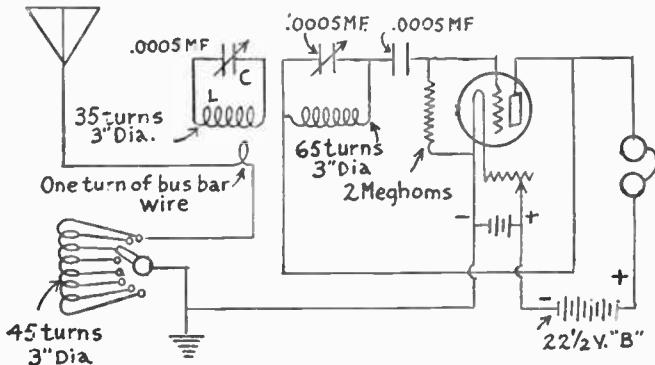 .0005MF
.0005MF
.0005MF
C
L
35 turns
3"Dia.
65 turns
3"Dia
2 Meghoms
One turn of bus bar
wire
- +
+
-
22½V."B"
45 turns
3"Dia